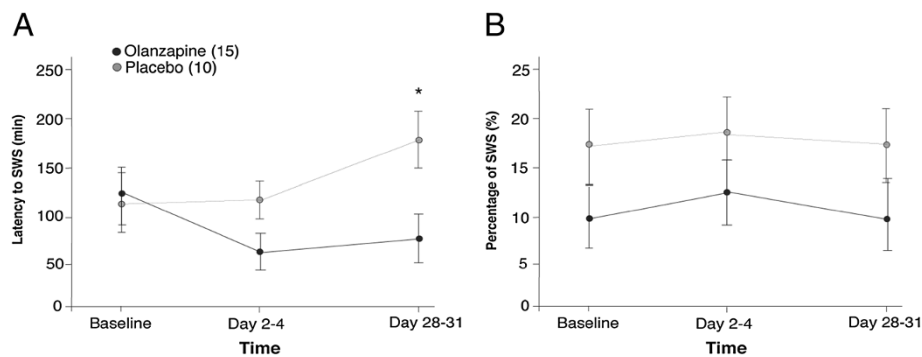 A
Olanzapine (15)
Placebo (10)
Latency to SWS (min)
250
200
150
100
50
0
*
Baseline
Day 2-4
Day 28-31
Time
B
Percentage of SWS (%)
25
20
15
10
5
0
Baseline
Day 2-4
Day 28-31
Time